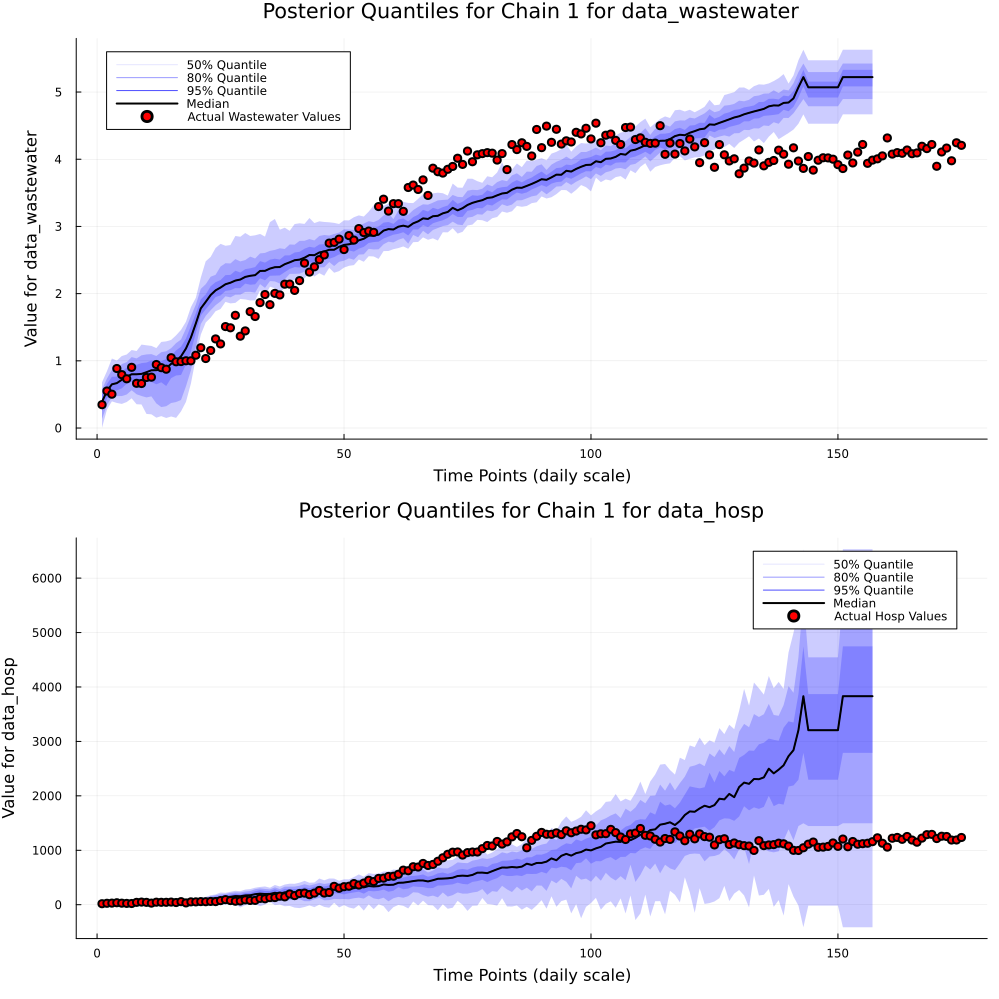 Posterior Quantiles for Chain 1 for data_wastewater
Value for data_wastewater
5
4
3
2
1
0
50% Quantile
80% Quantile
95% Quantile
Median
Actual Wastewater Values
0
50
100
150
Time Points (daily scale)
Posterior Quantiles for Chain 1 for data_hosp
Value for data_hosp
6000
5000
4000
3000
2000
1000
0
50% Quantile
80% Quantile
95% Quantile
Median
Actual Hosp Values
0
50
100
150
Time Points (daily scale)